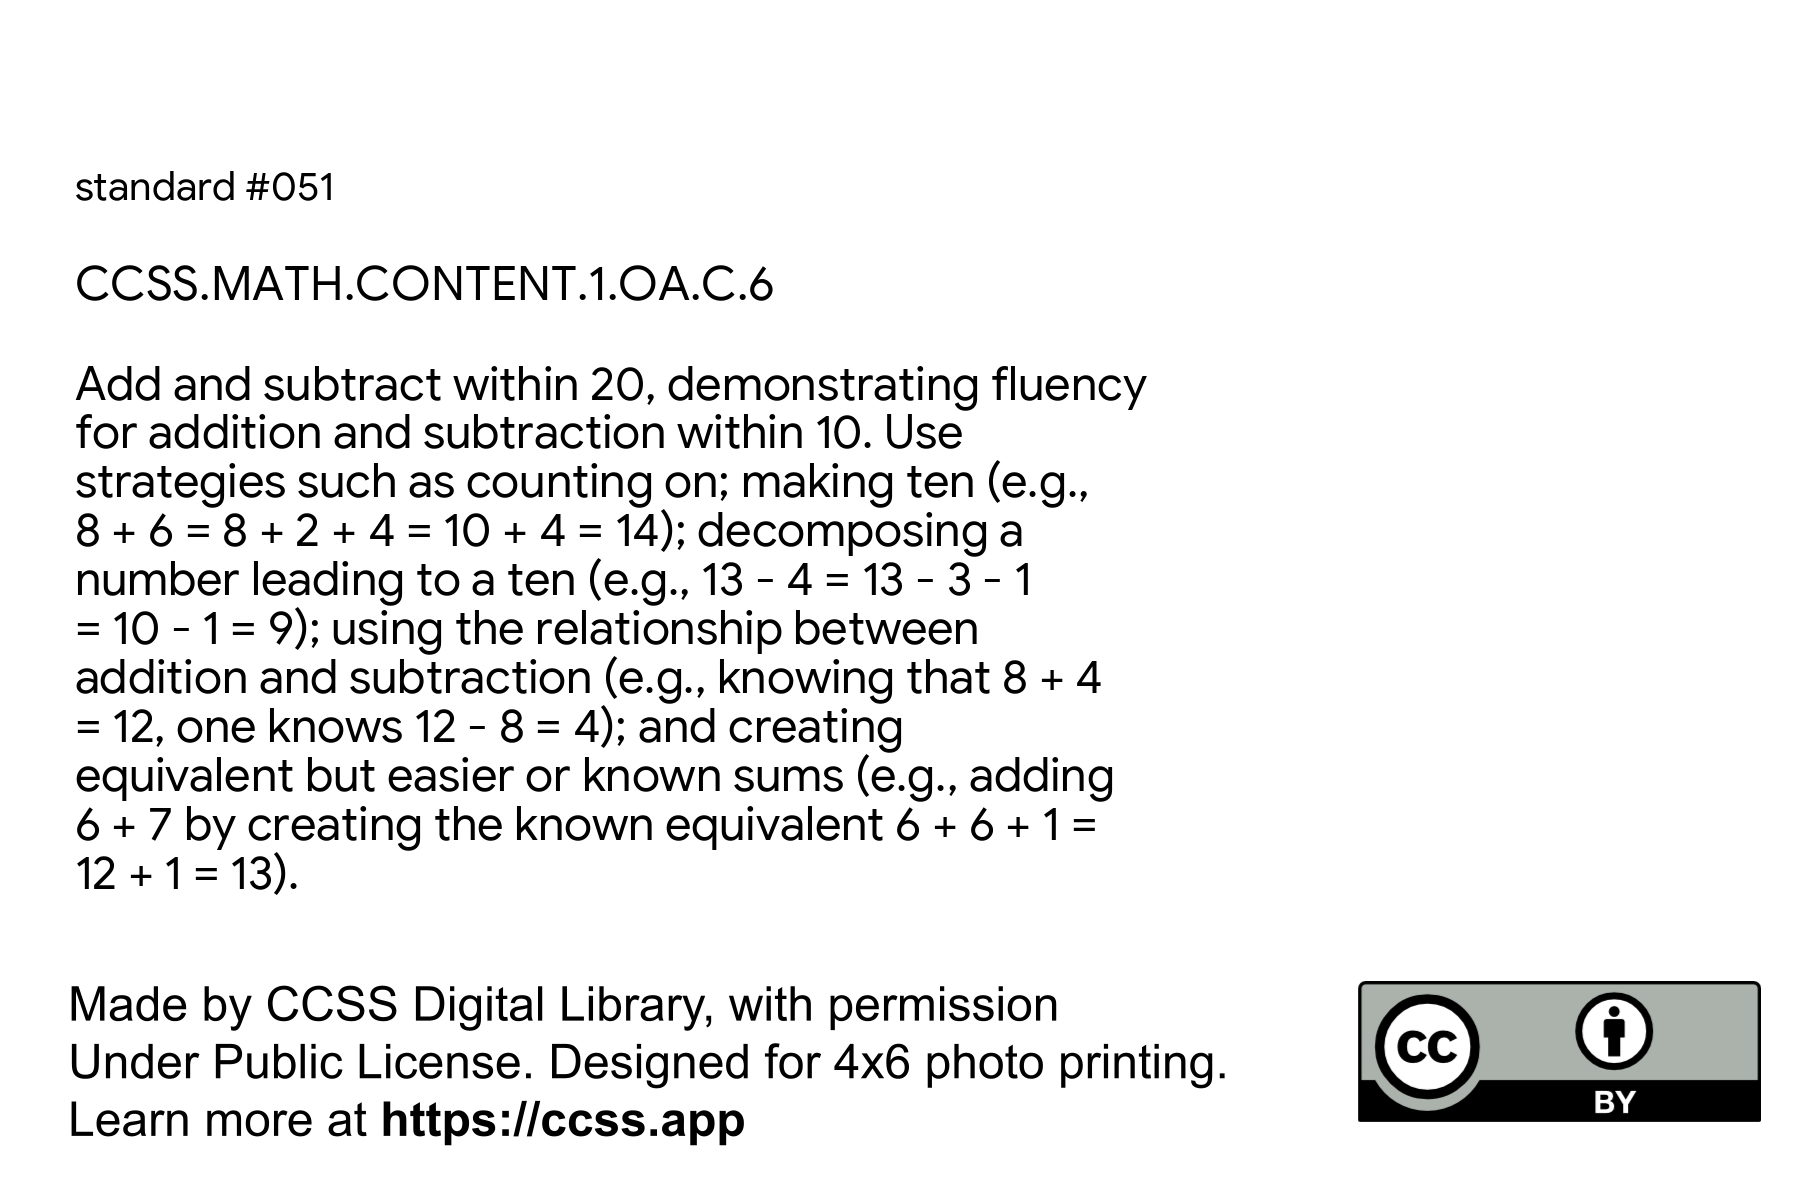 standard #051
CCSS.MATH.CONTENT.1.OA.C.6
Add and subtract within 20, demonstrating fluency
for addition and subtraction within 10. Use
strategies such as counting on; making ten (e.g.,
8 + 6 = 8 + 2 + 4 = 10 + 4 = 14); decomposing a
number leading to a ten (e.g., 13 - 4 = 13 - 3 - 1
= 10 - 1 = 9); using the relationship between
addition and subtraction (e.g., knowing that 8 + 4
= 12, one knows 12 - 8 = 4); and creating
equivalent but easier or known sums (e.g., adding
6 + 7 by creating the known equivalent 6 + 6 + 1 =
12 + 1 = 13).
Made by CCSS Digital Library, with permission
Under Public License. Designed for 4x6 photo printing.
Learn more at https://ccss.app
CC
BY